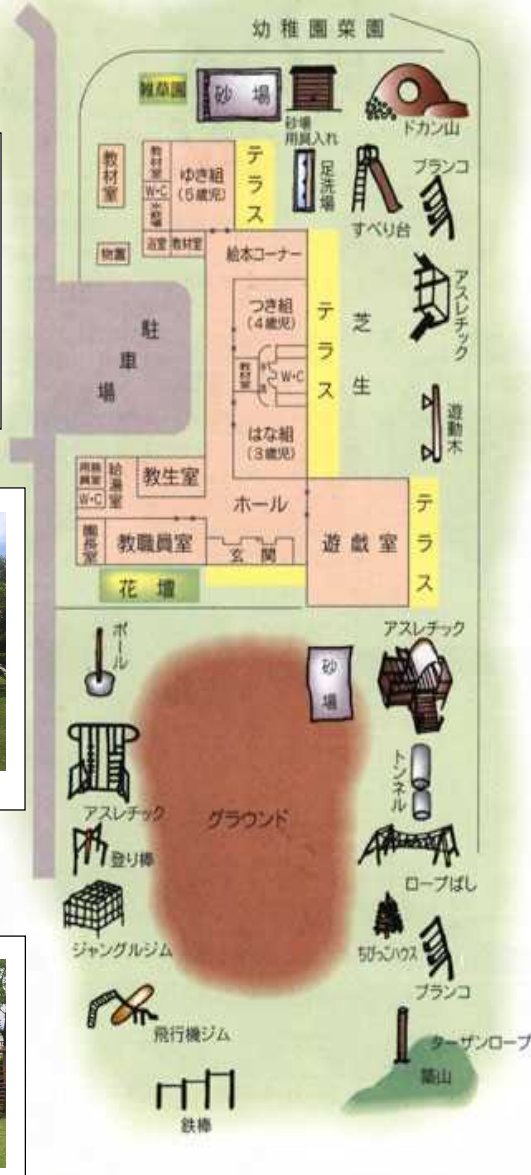 幼稚園菜園
雑草園
砂場
砂場
用具入れ
ドカン山
教材室
教材室
W・C
ゆき組
(5歳児)
テラス
足洗場
すべり台
ブランコ
物置
浴室
教材室
絵本コーナー
アスレチック
駐車場
つき組
(4歳児)
テラス
芝生
教材室
W・C
遊動木
はな組
(3歳児)
W・C
給湯室
教生室
ホール
園長室
教職員室
玄関
遊戯室
テラス
花壇
ポール
砂場
アスレチック
トンネル
アスレチック
グラウンド
登り棒
ロープばし
ジャングルジム
ちびっこハウス
ブランコ
飛行機ジム
ターザンロープ
築山
鉄棒